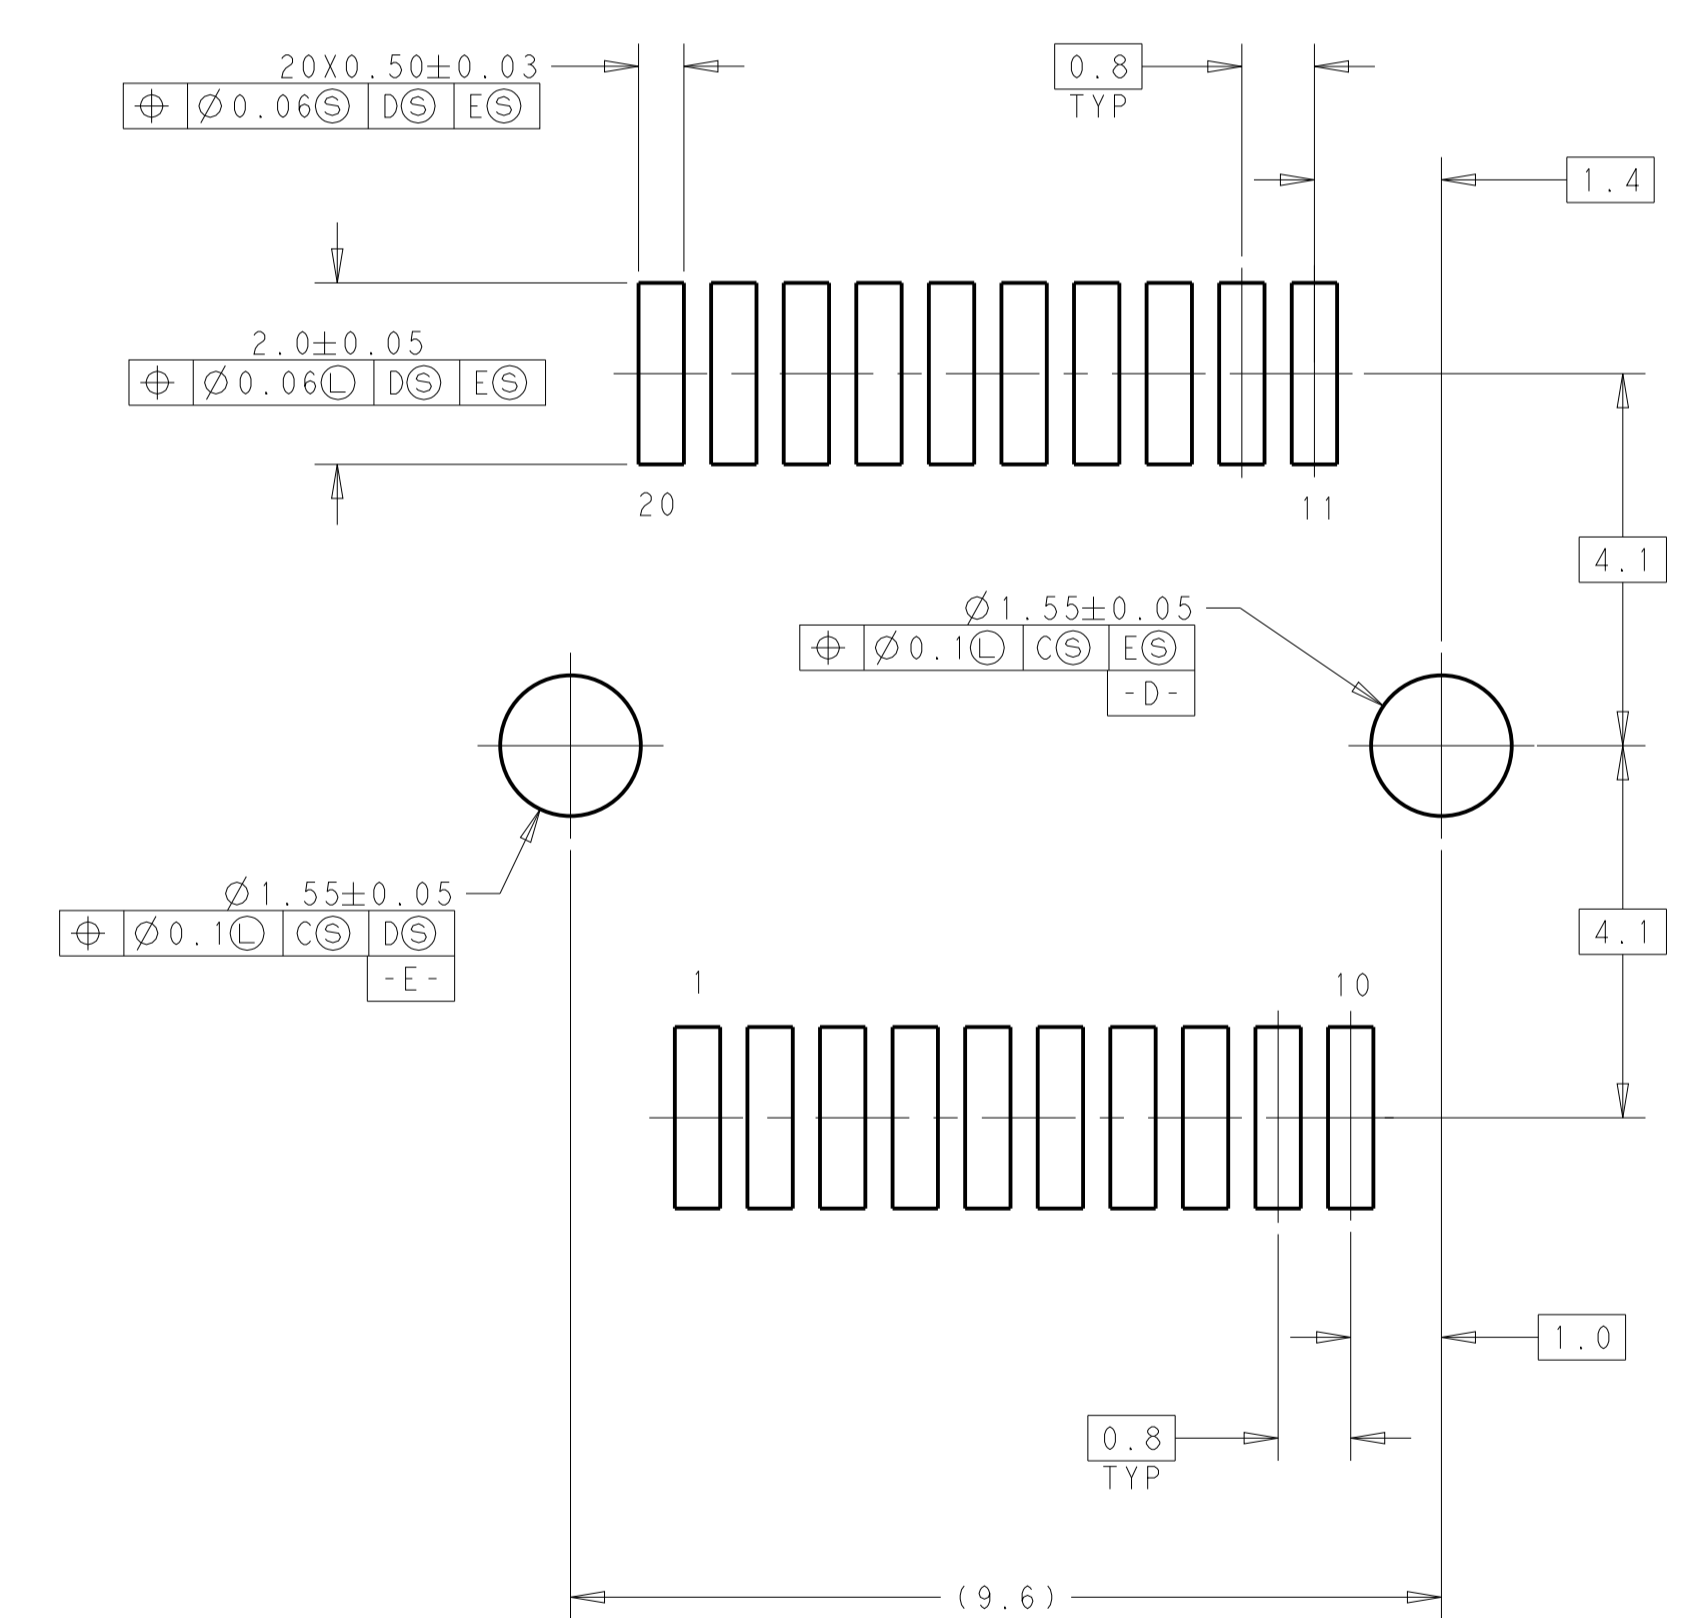 20X0.50±0.03
⌖ Ø0.06Ⓢ DⓈ EⓈ
0.8
TYP
1.4
2.0±0.05
⌖ Ø0.06Ⓛ DⓈ EⓈ
20
11
4.1
Ø1.55±0.05
⌖ Ø0.1Ⓛ CⓈ EⓈ
-D-
Ø1.55±0.05
⌖ Ø0.1Ⓛ CⓈ DⓈ
-E-
4.1
1
10
1.0
0.8
TYP
(9.6)